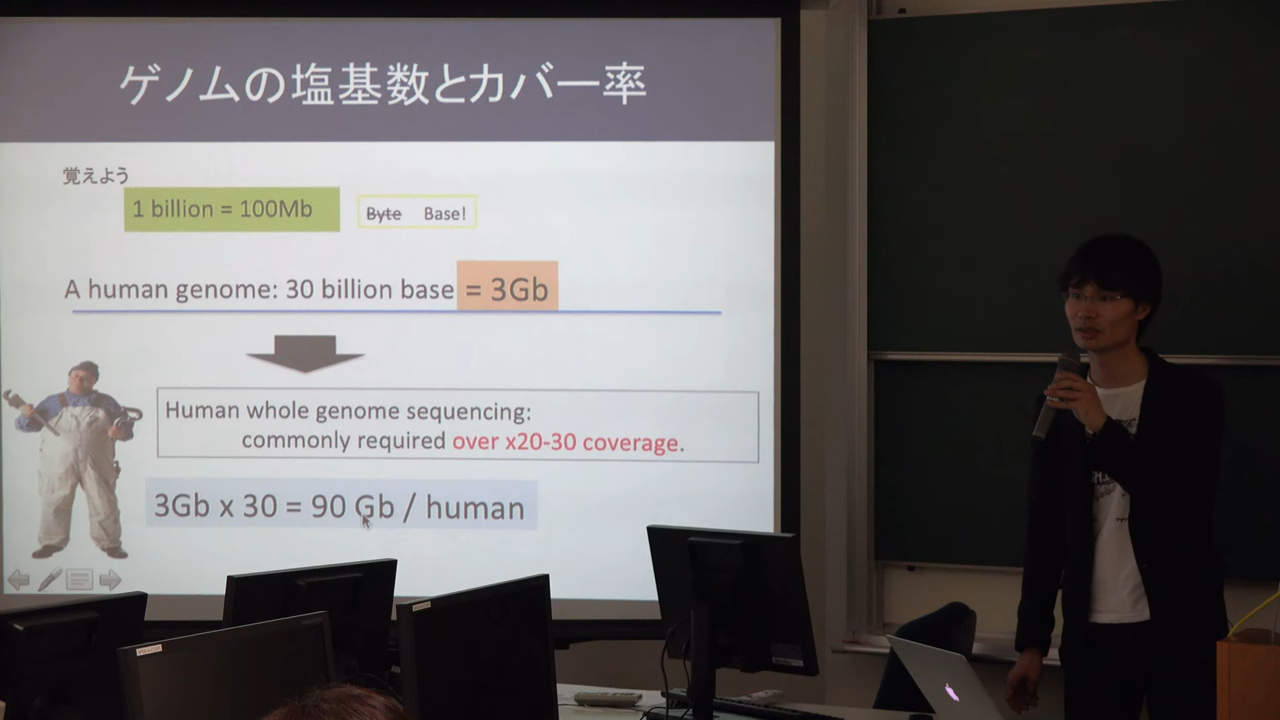 ゲノムの塩基数とカバー率
覚えよう
1 billion = 100Mb
Byte Base!
A human genome: 30 billion base = 3Gb
Human whole genome sequencing:
commonly required over x20-30 coverage.
3Gb x 30 = 90 Gb / human